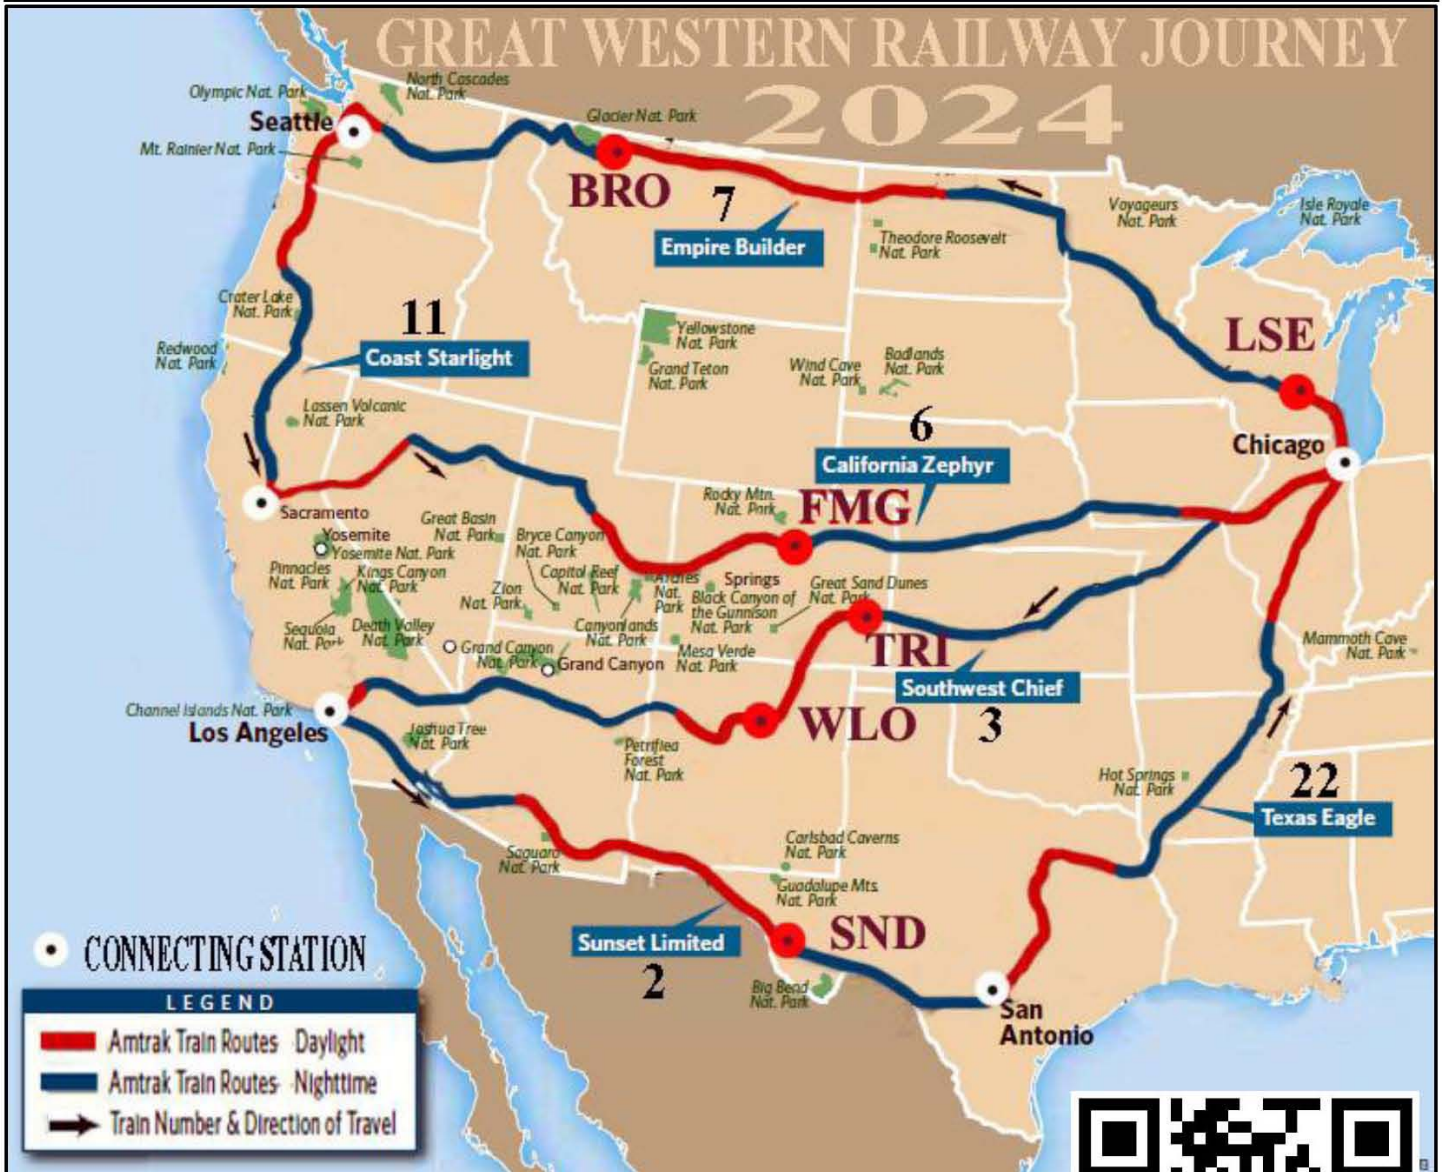 GREAT WESTERN RAILWAY JOURNEY
2024
North Cascades
Nat. Park
Olympic Nat. Park
Seattle
Mt. Rainier Nat. Park
Glacier Nat. Park
BRO
7
Empire Builder
Voyageurs
Nat. Park
Isle Royale
Nat. Park
Theodore Roosevelt
Nat. Park
Crater Lake
Nat. Park
11
Coast Starlight
Redwood
Nat. Park
Yellowstone
Nat. Park
Grand Teton
Nat. Park
Wind Cave
Nat. Park
Badlands
Nat. Park
LSE
Lassen Volcanic
Nat. Park
6
California Zephyr
Chicago
Rocky Mtn.
Nat. Park
FMG
Sacramento
Yosemite
Yosemite Nat. Park
Great Basin
Nat. Park
Bryce Canyon
Nat. Park
Pinnacles
Nat. Park
Kings Canyon
Nat. Park
Zion
Nat. Park
Capitol Reef
Nat. Park
Arches
Nat.
Park
Springs
Black Canyon of
the Gunnison
Nat. Park
Great Sand Dunes
Nat. Park
Sequoia
Nat. Park
Death Valley
Nat. Park
Canyonlands
Nat. Park
Grand Canyon
Nat. Park
Grand Canyon
Mesa Verde
Nat. Park
TRI
Mammoth Cave
Nat. Park
Southwest Chief
3
Channel Islands Nat. Park
Los Angeles
WLO
Joshua Tree
Nat. Park
Petrified
Forest
Nat. Park
Hot Springs
Nat. Park
22
Texas Eagle
Saguaro
Nat. Park
Carlsbad Caverns
Nat. Park
Guadalupe Mts.
Nat. Park
Sunset Limited
2
SND
Big Bend
Nat. Park
San
Antonio
CONNECTING STATION
LEGEND
Amtrak Train Routes Daylight
Amtrak Train Routes - Nighttime
Train Number & Direction of Travel